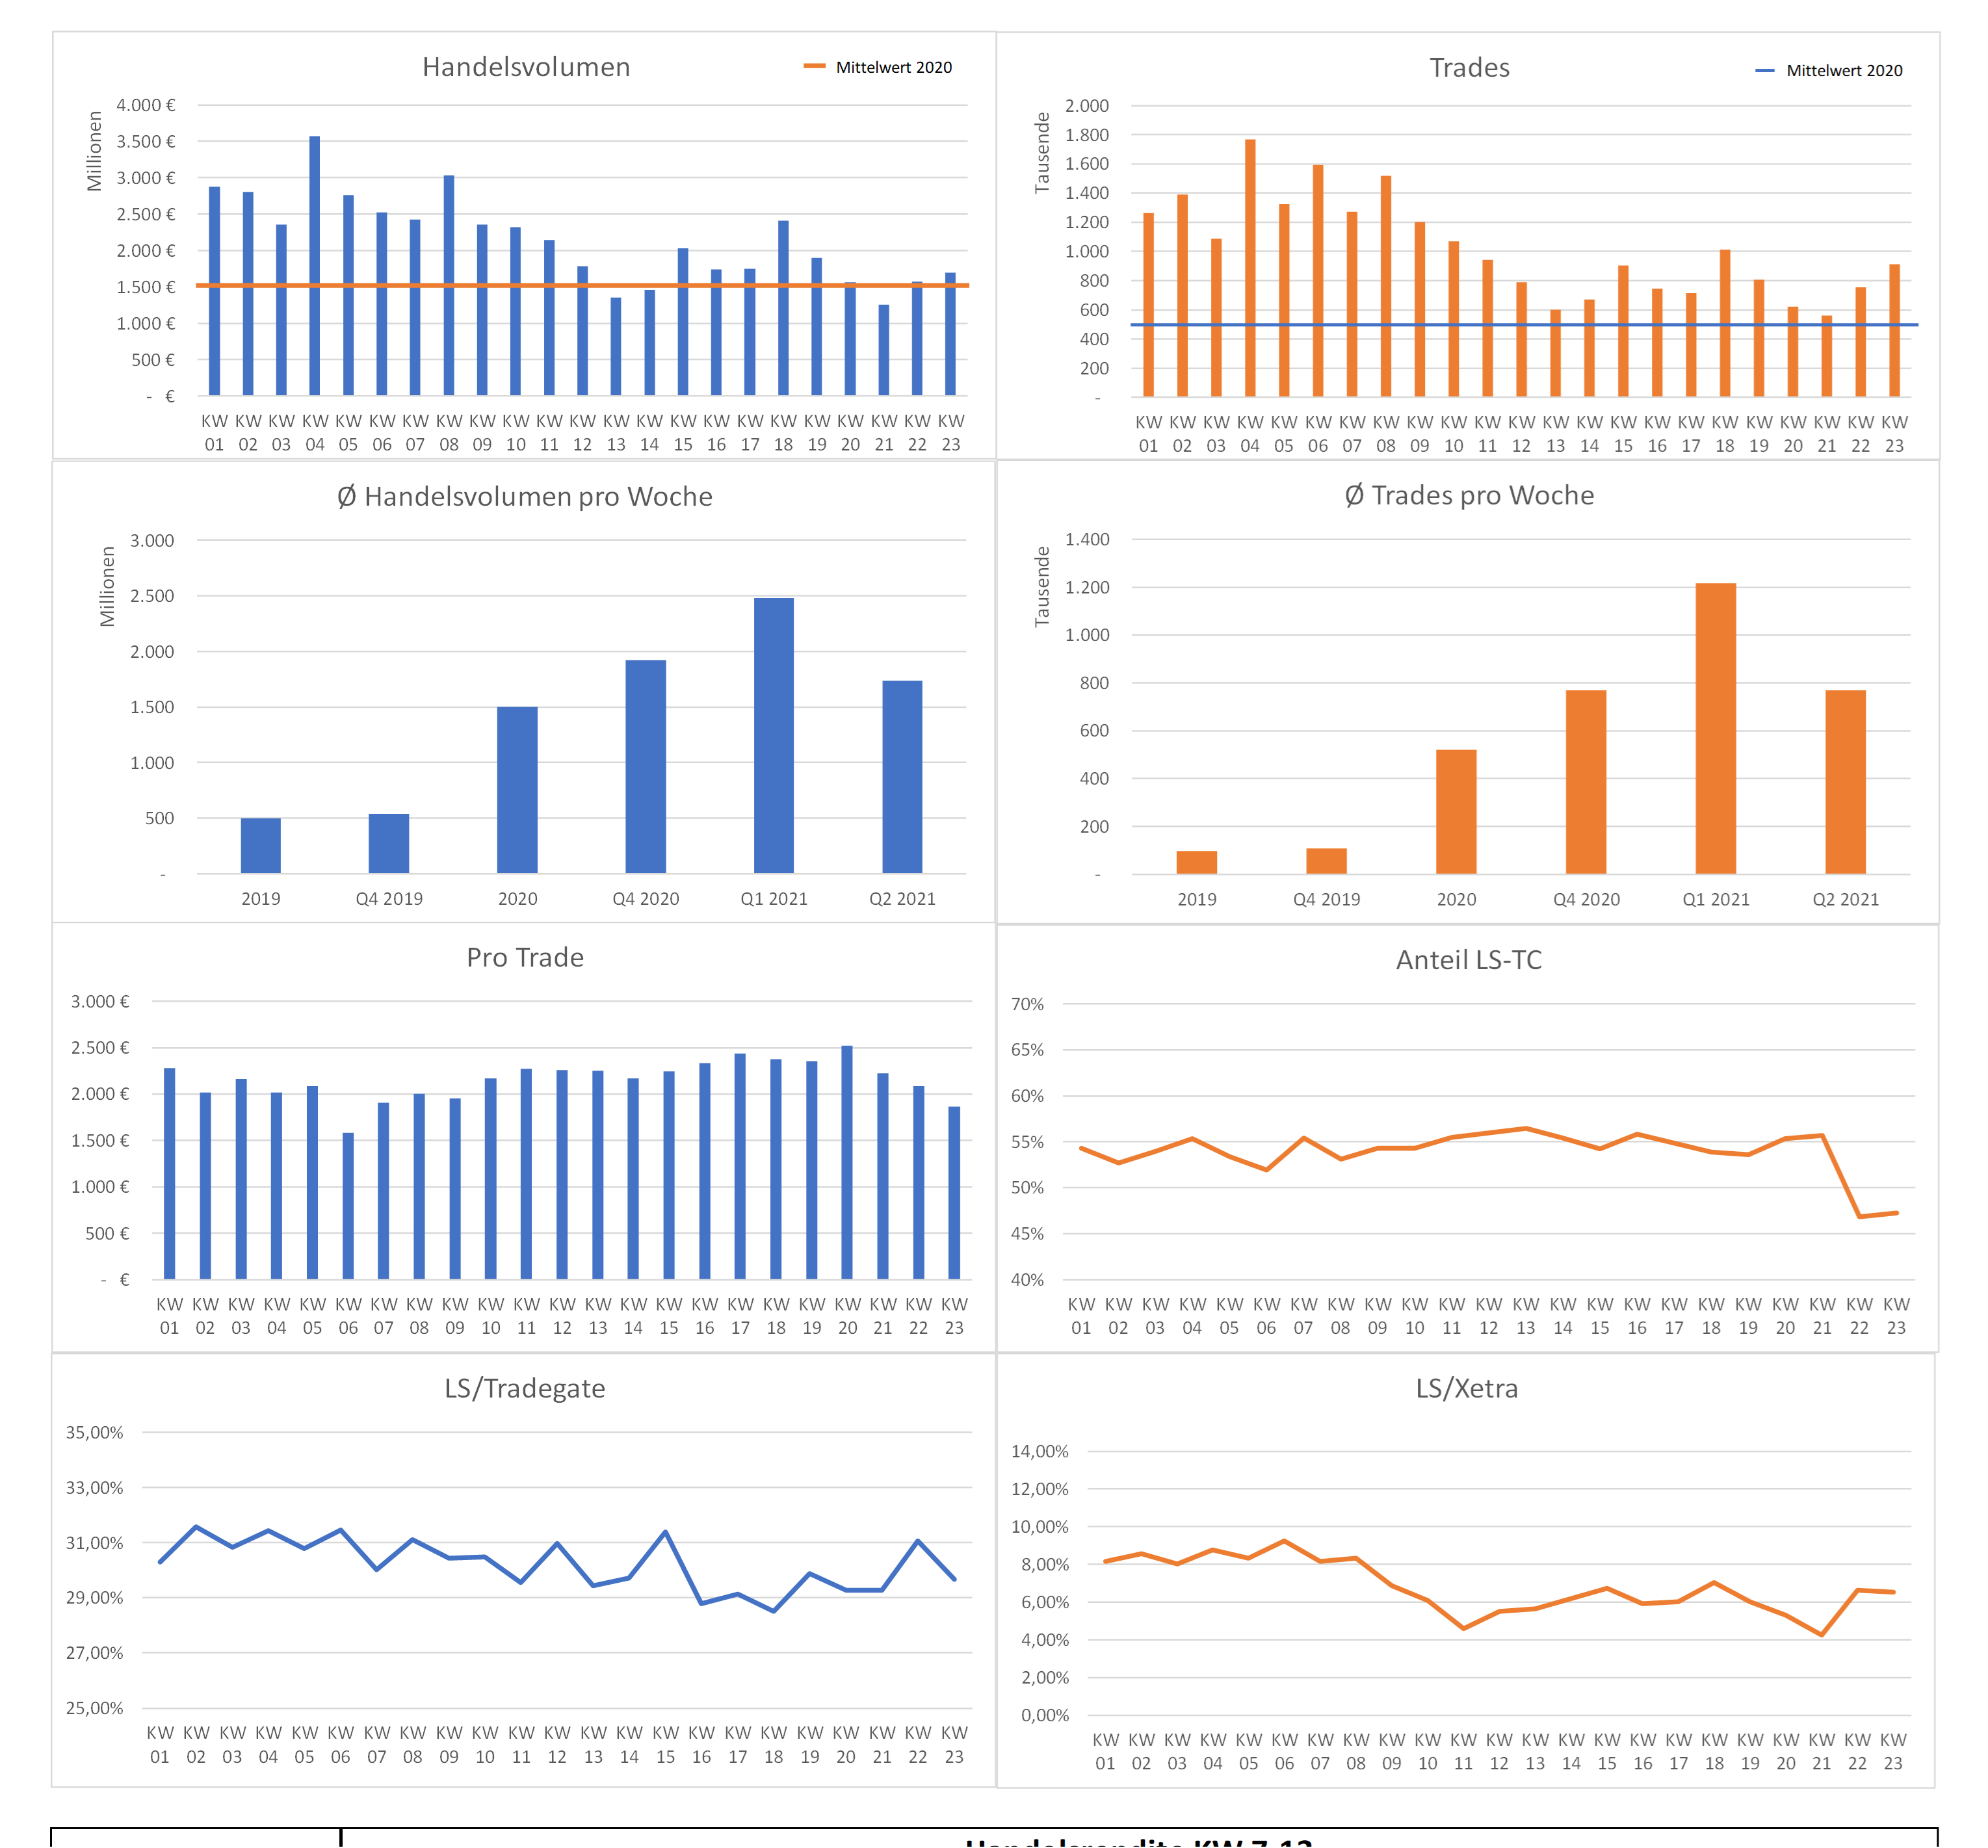 Handelsvolumen
Mittelwert 2020
Millionen
4.000 €
3.500 €
3.000 €
2.500 €
2.000 €
1.500 €
1.000 €
500 €
- €
KW KW KW KW KW KW KW KW KW KW KW KW KW KW KW KW KW KW KW KW KW KW KW
01 02 03 04 05 06 07 08 09 10 11 12 13 14 15 16 17 18 19 20 21 22 23
Trades
Mittelwert 2020
Tausende
2.000
1.800
1.600
1.400
1.200
1.000
800
600
400
200
-
KW KW KW KW KW KW KW KW KW KW KW KW KW KW KW KW KW KW KW KW KW KW KW
01 02 03 04 05 06 07 08 09 10 11 12 13 14 15 16 17 18 19 20 21 22 23
Ø Handelsvolumen pro Woche
Millionen
3.000
2.500
2.000
1.500
1.000
500
-
2019 Q4 2019 2020 Q4 2020 Q1 2021 Q2 2021
Ø Trades pro Woche
Tausende
1.400
1.200
1.000
800
600
400
200
-
2019 Q4 2019 2020 Q4 2020 Q1 2021 Q2 2021
Pro Trade
3.000 €
2.500 €
2.000 €
1.500 €
1.000 €
500 €
- €
KW KW KW KW KW KW KW KW KW KW KW KW KW KW KW KW KW KW KW KW KW KW KW
01 02 03 04 05 06 07 08 09 10 11 12 13 14 15 16 17 18 19 20 21 22 23
Anteil LS-TC
70%
65%
60%
55%
50%
45%
40%
KW KW KW KW KW KW KW KW KW KW KW KW KW KW KW KW KW KW KW KW KW KW KW
01 02 03 04 05 06 07 08 09 10 11 12 13 14 15 16 17 18 19 20 21 22 23
LS/Tradegate
35,00%
33,00%
31,00%
29,00%
27,00%
25,00%
KW KW KW KW KW KW KW KW KW KW KW KW KW KW KW KW KW KW KW KW KW KW KW
01 02 03 04 05 06 07 08 09 10 11 12 13 14 15 16 17 18 19 20 21 22 23
LS/Xetra
14,00%
12,00%
10,00%
8,00%
6,00%
4,00%
2,00%
0,00%
KW KW KW KW KW KW KW KW KW KW KW KW KW KW KW KW KW KW KW KW KW KW KW
01 02 03 04 05 06 07 08 09 10 11 12 13 14 15 16 17 18 19 20 21 22 23
Handelsrendite KW 7-13